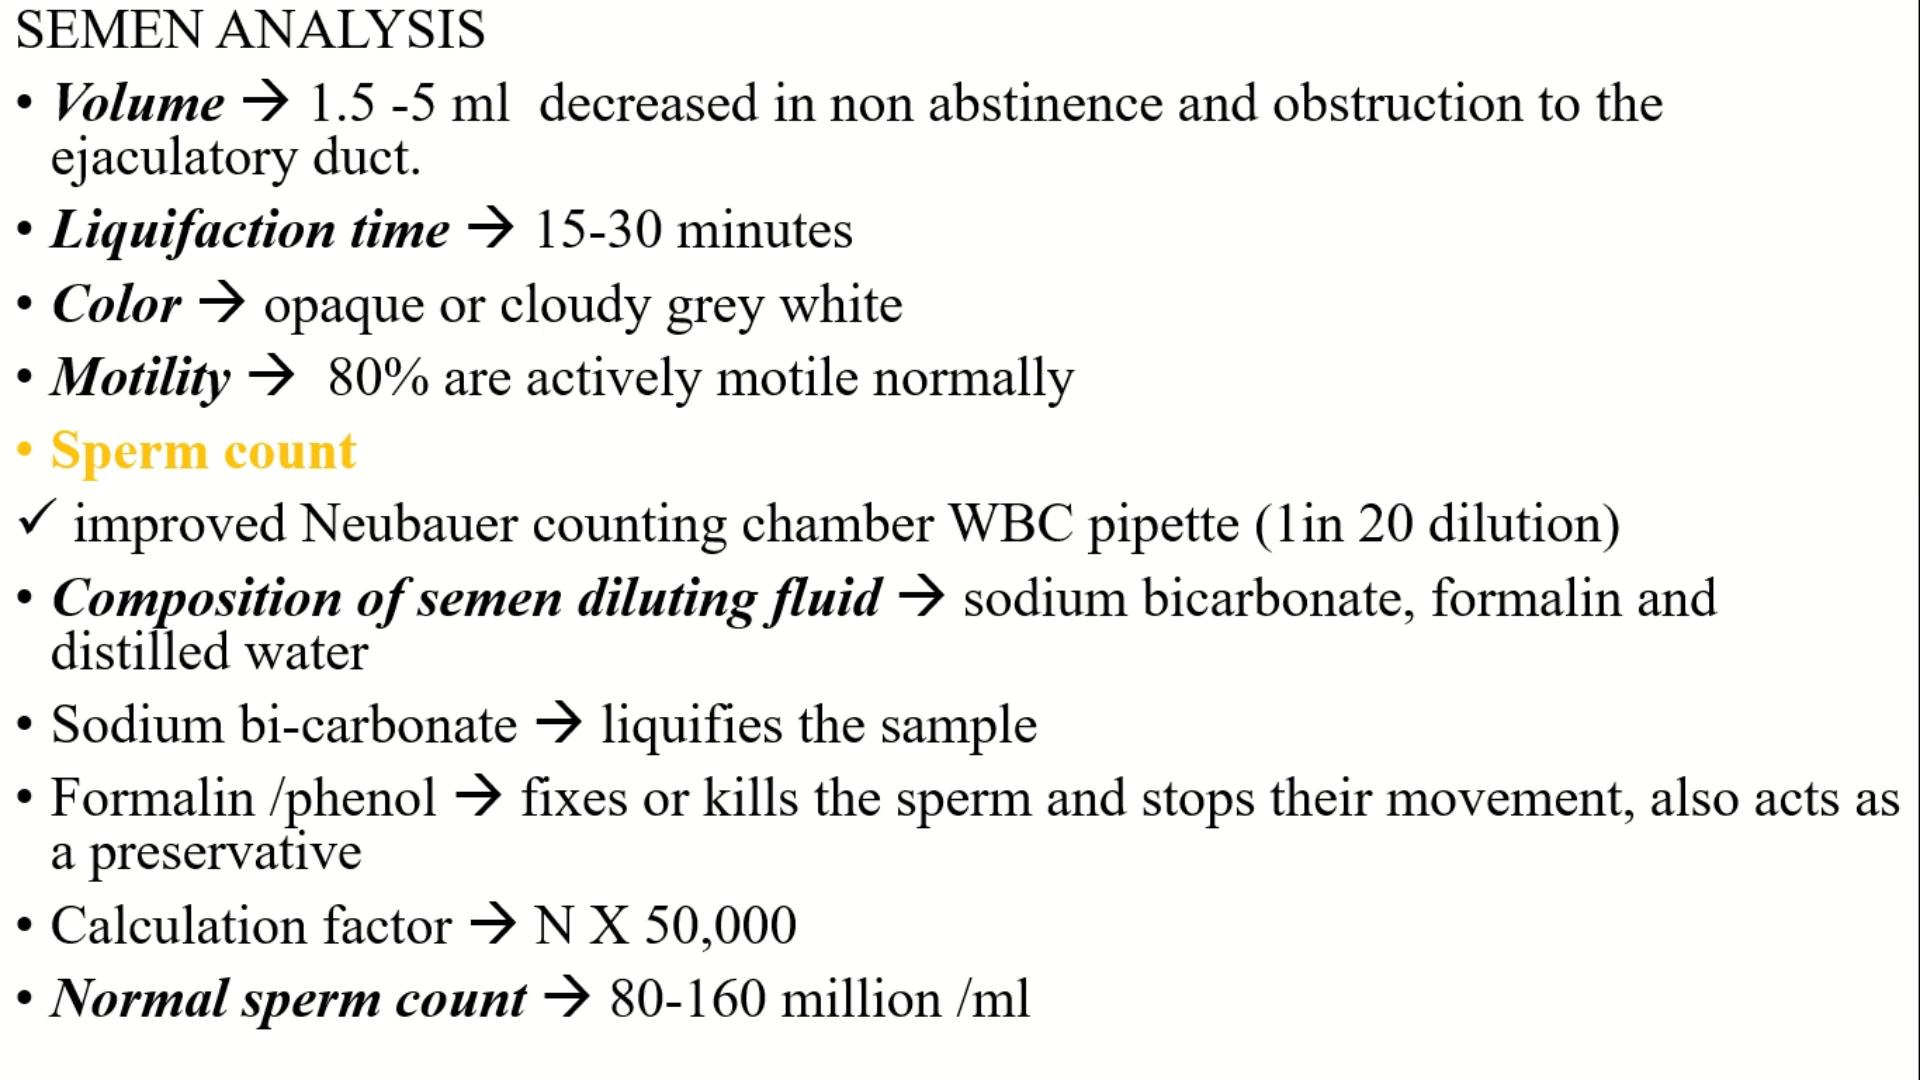 SEMEN ANALYSIS
• Volume → 1.5 -5 ml  decreased in non abstinence and obstruction to the
ejaculatory duct.
• Liquifaction time → 15-30 minutes
• Color → opaque or cloudy grey white
• Motility →  80% are actively motile normally
• Sperm count
✓ improved Neubauer counting chamber WBC pipette (1in 20 dilution)
• Composition of semen diluting fluid → sodium bicarbonate, formalin and
distilled water
• Sodium bi-carbonate → liquifies the sample
• Formalin /phenol → fixes or kills the sperm and stops their movement, also acts as
a preservative
• Calculation factor → N X 50,000
• Normal sperm count → 80-160 million /ml